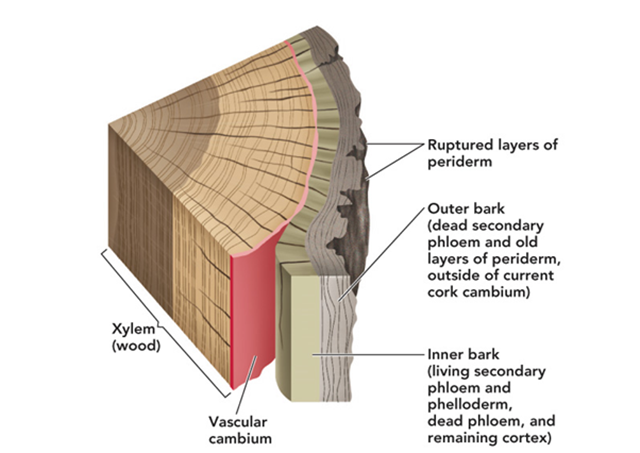 Ruptured layers of
periderm
Outer bark
(dead secondary
phloem and old
layers of periderm,
outside of current
cork cambium)
Xylem
(wood)
Inner bark
(living secondary
phloem and
phelloderm,
dead phloem, and
remaining cortex)
Vascular
cambium